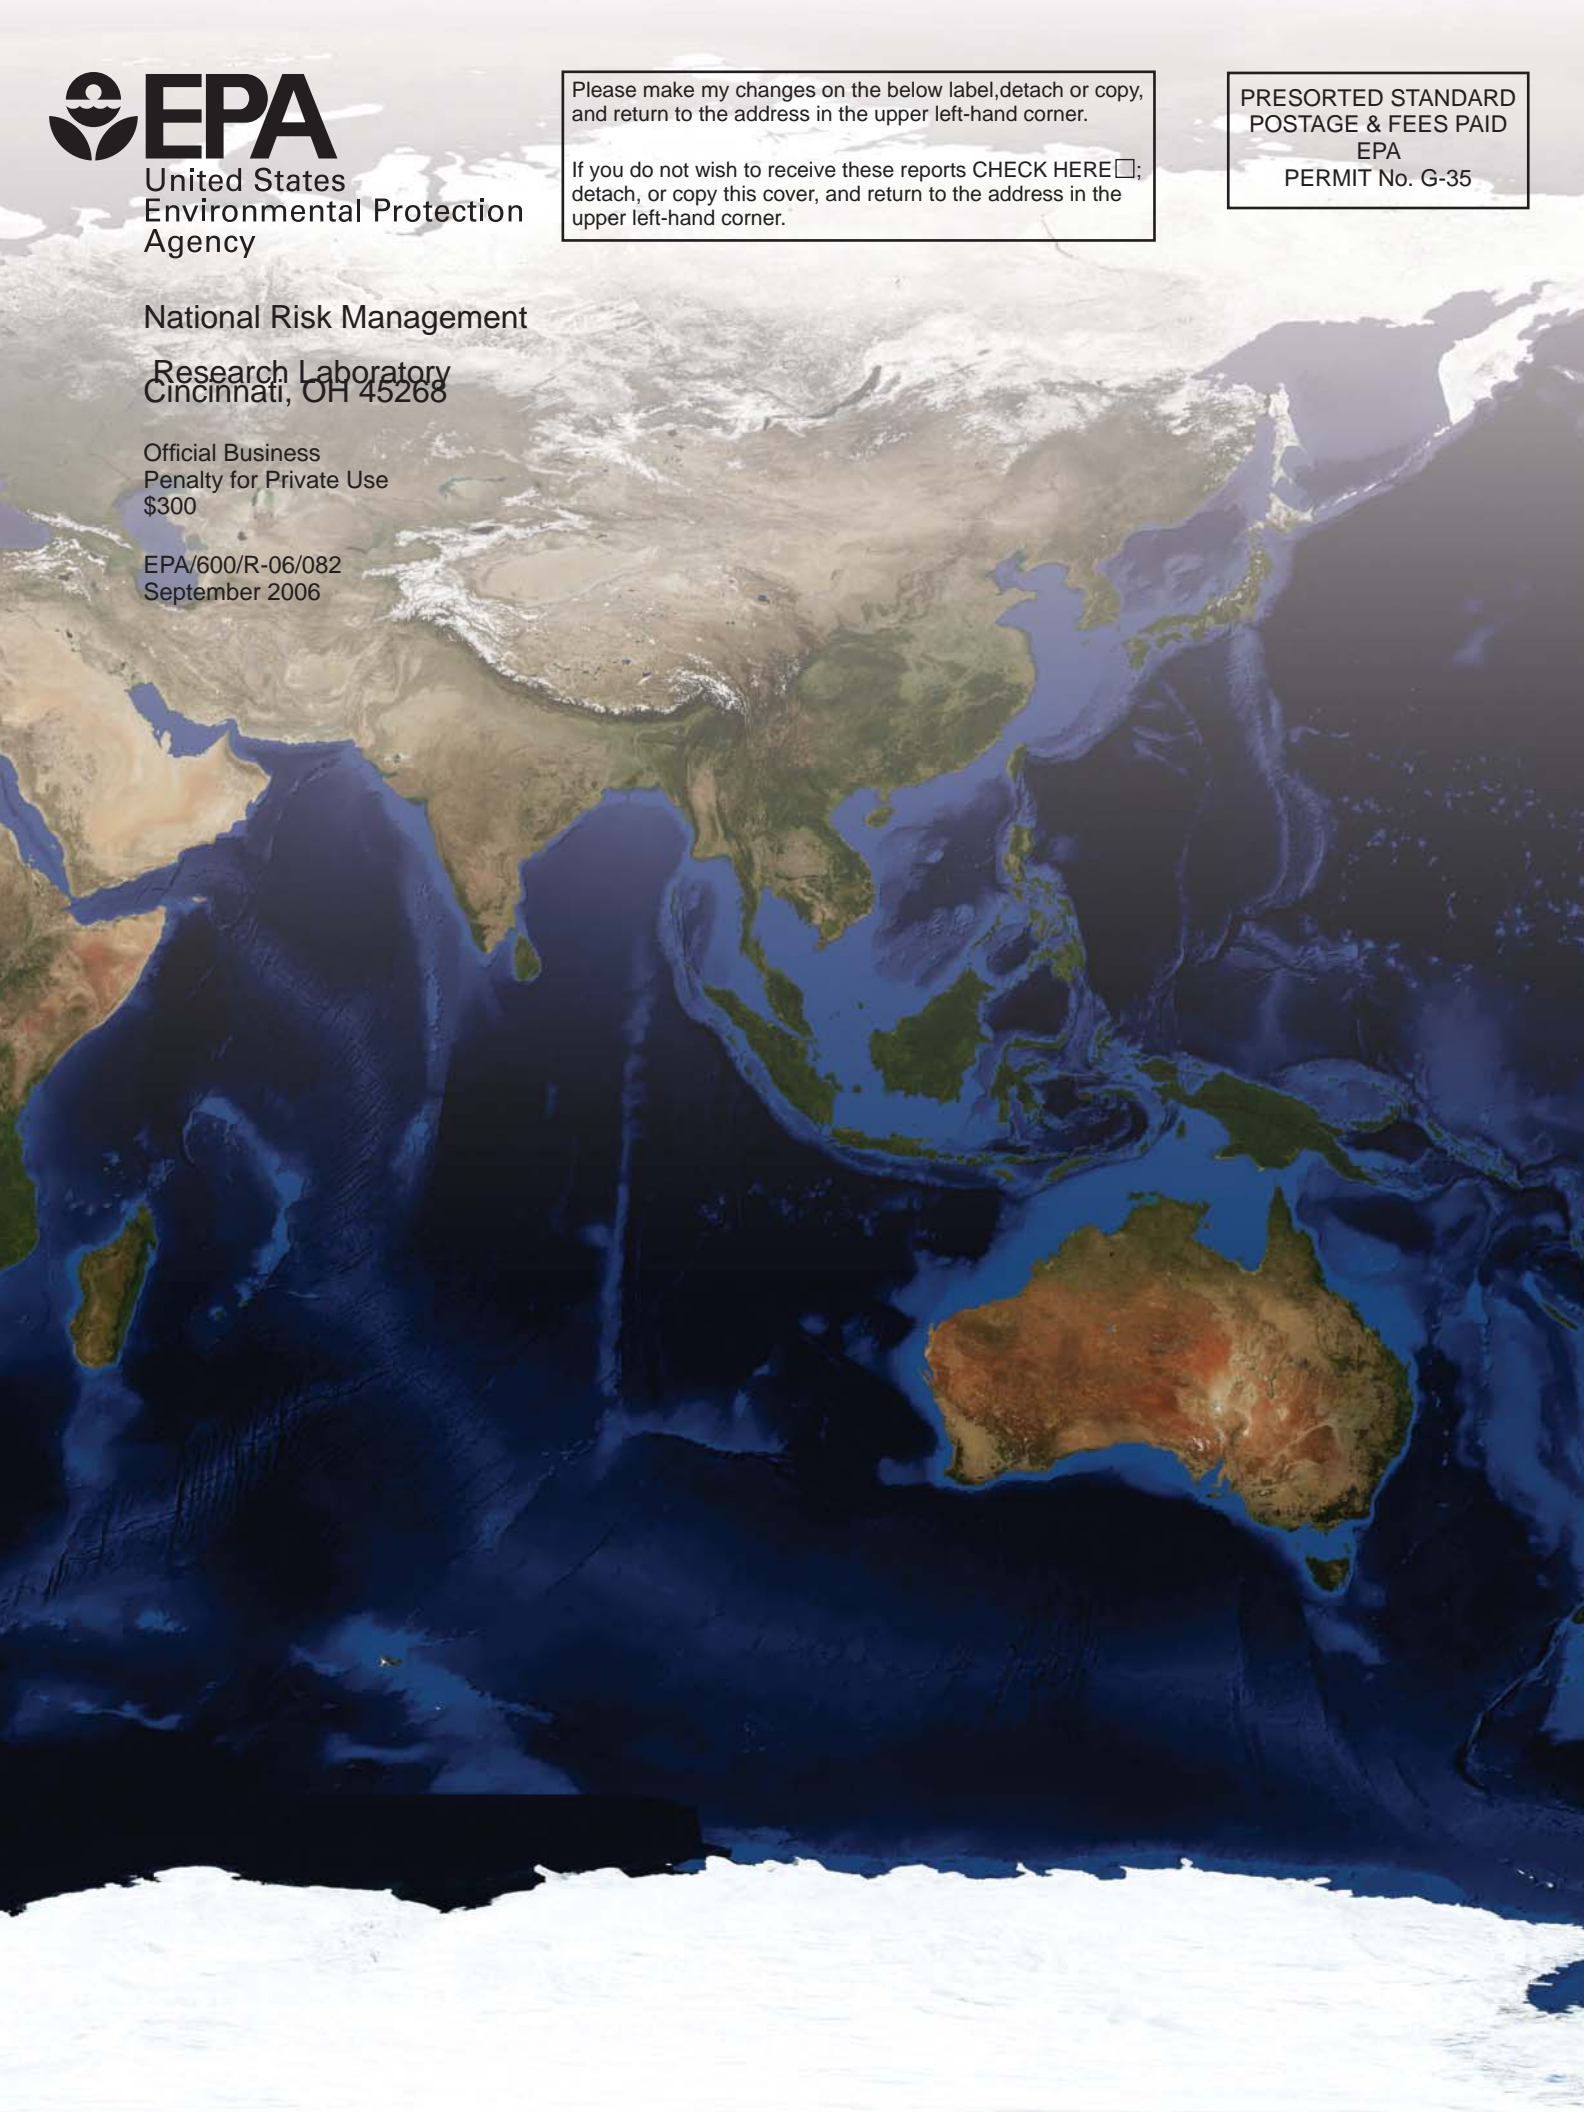 EPA
United States
Environmental Protection
Agency
National Risk Management
Research Laboratory
Cincinnati, OH 45268
Official Business
Penalty for Private Use
$300
EPA/600/R-06/082
September 2006
Please make my changes on the below label,detach or copy,
and return to the address in the upper left-hand corner.
If you do not wish to receive these reports CHECK HERE☐;
detach, or copy this cover, and return to the address in the
upper left-hand corner.
PRESORTED STANDARD
POSTAGE & FEES PAID
EPA
PERMIT No. G-35